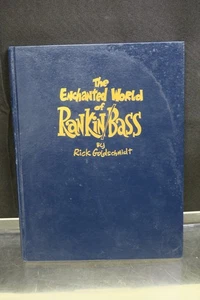 The
Enchanted World
of
Rankin/Bass
by
Rick Goldschmidt